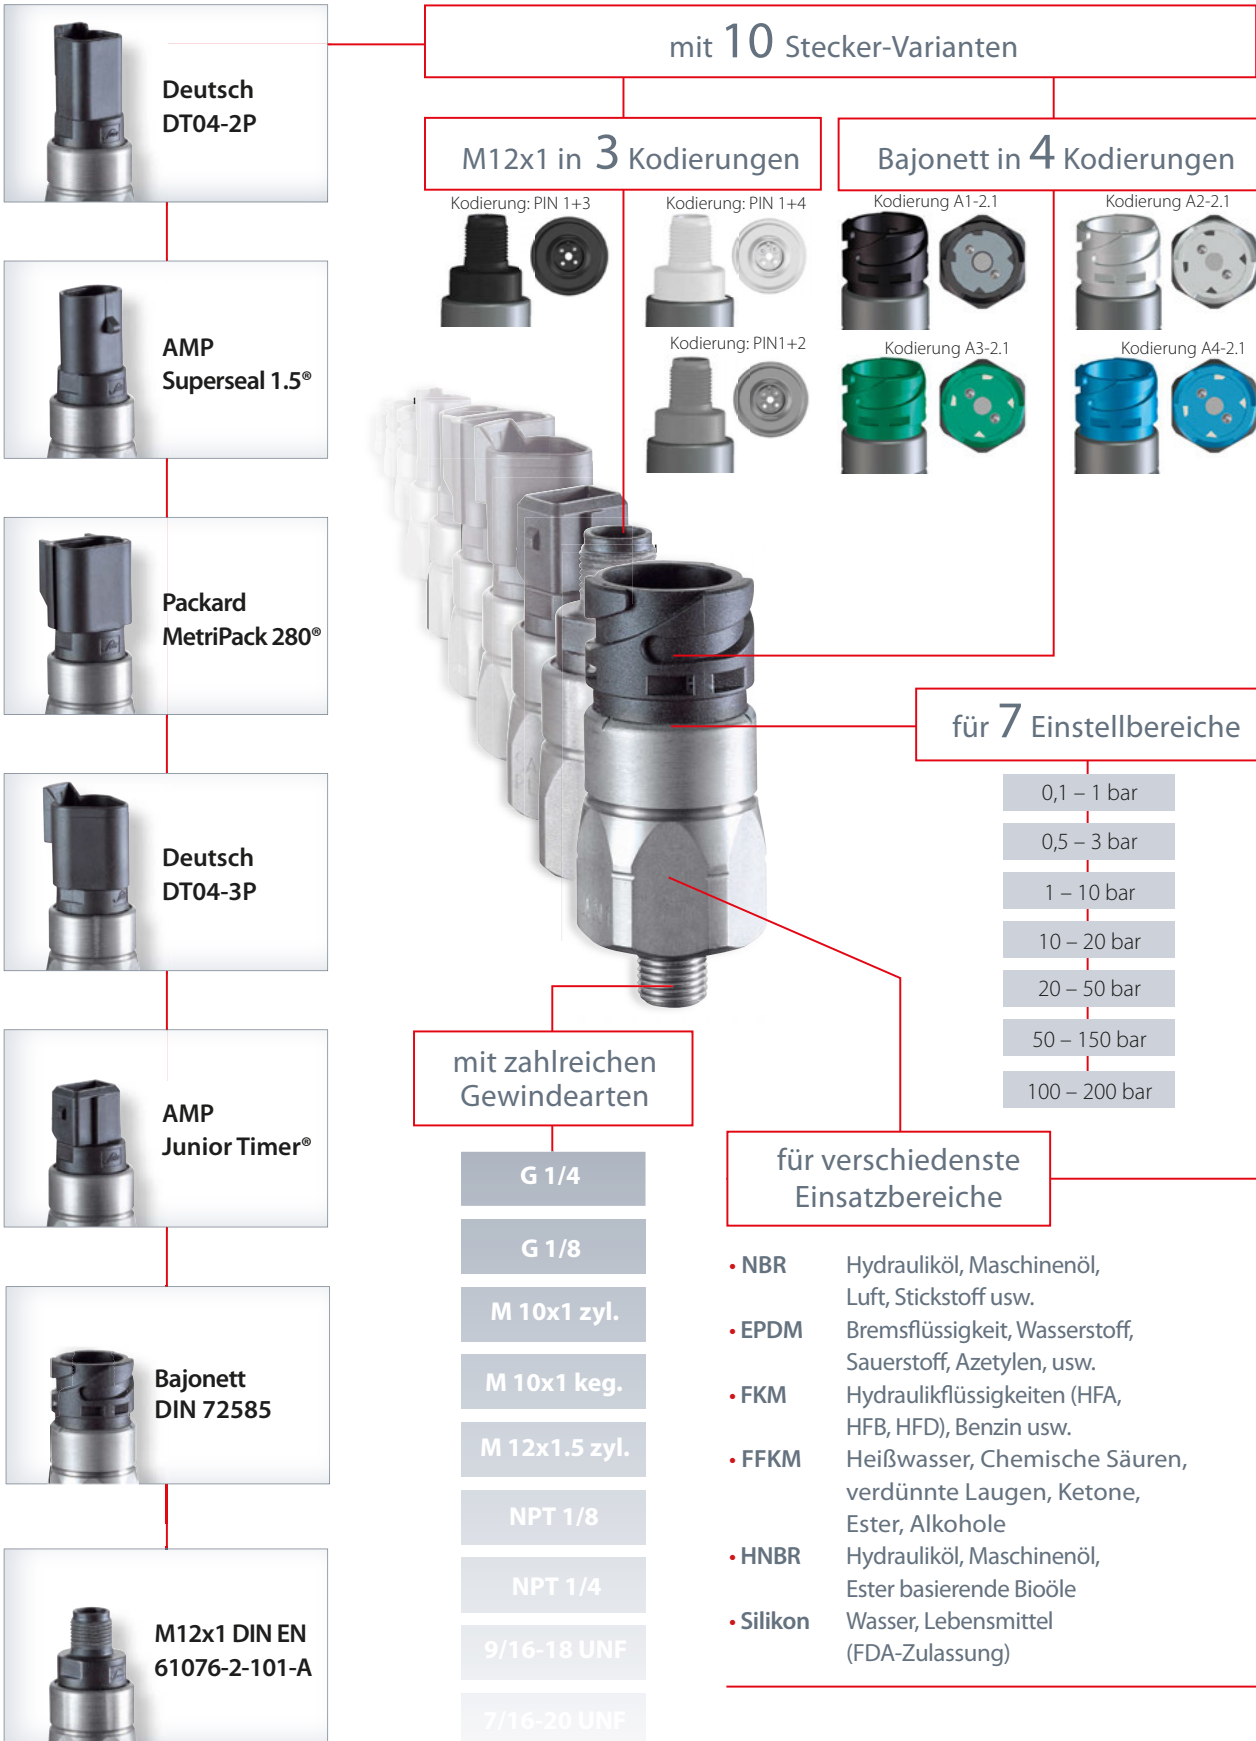 Deutsch
DT04-2P
AMP
Superseal 1.5®
Packard
MetriPack 280®
Deutsch
DT04-3P
AMP
Junior Timer®
Bajonett
DIN 72585
M12x1 DIN EN
61076-2-101-A
mit 10 Stecker-Varianten
M12x1 in 3 Kodierungen
Kodierung: PIN 1+3
Kodierung: PIN 1+4
Kodierung: PIN1+2
Bajonett in 4 Kodierungen
Kodierung A1-2.1
Kodierung A2-2.1
Kodierung A3-2.1
Kodierung A4-2.1
für 7 Einstellbereiche
0,1 – 1 bar
0,5 – 3 bar
1 – 10 bar
10 – 20 bar
20 – 50 bar
50 – 150 bar
100 – 200 bar
mit zahlreichen
Gewindearten
G 1/4
G 1/8
M 10x1 zyl.
M 10x1 keg.
M 12x1.5 zyl.
NPT 1/8
NPT 1/4
9/16-18 UNF
7/16-20 UNF
für verschiedenste
Einsatzbereiche
• NBR Hydrauliköl, Maschinenöl,
Luft, Stickstoff usw.
• EPDM Bremsflüssigkeit, Wasserstoff,
Sauerstoff, Azetylen, usw.
• FKM Hydraulikflüssigkeiten (HFA,
HFB, HFD), Benzin usw.
• FFKM Heißwasser, Chemische Säuren,
verdünnte Laugen, Ketone,
Ester, Alkohole
• HNBR Hydrauliköl, Maschinenöl,
Ester basierende Bioöle
• Silikon Wasser, Lebensmittel
(FDA-Zulassung)